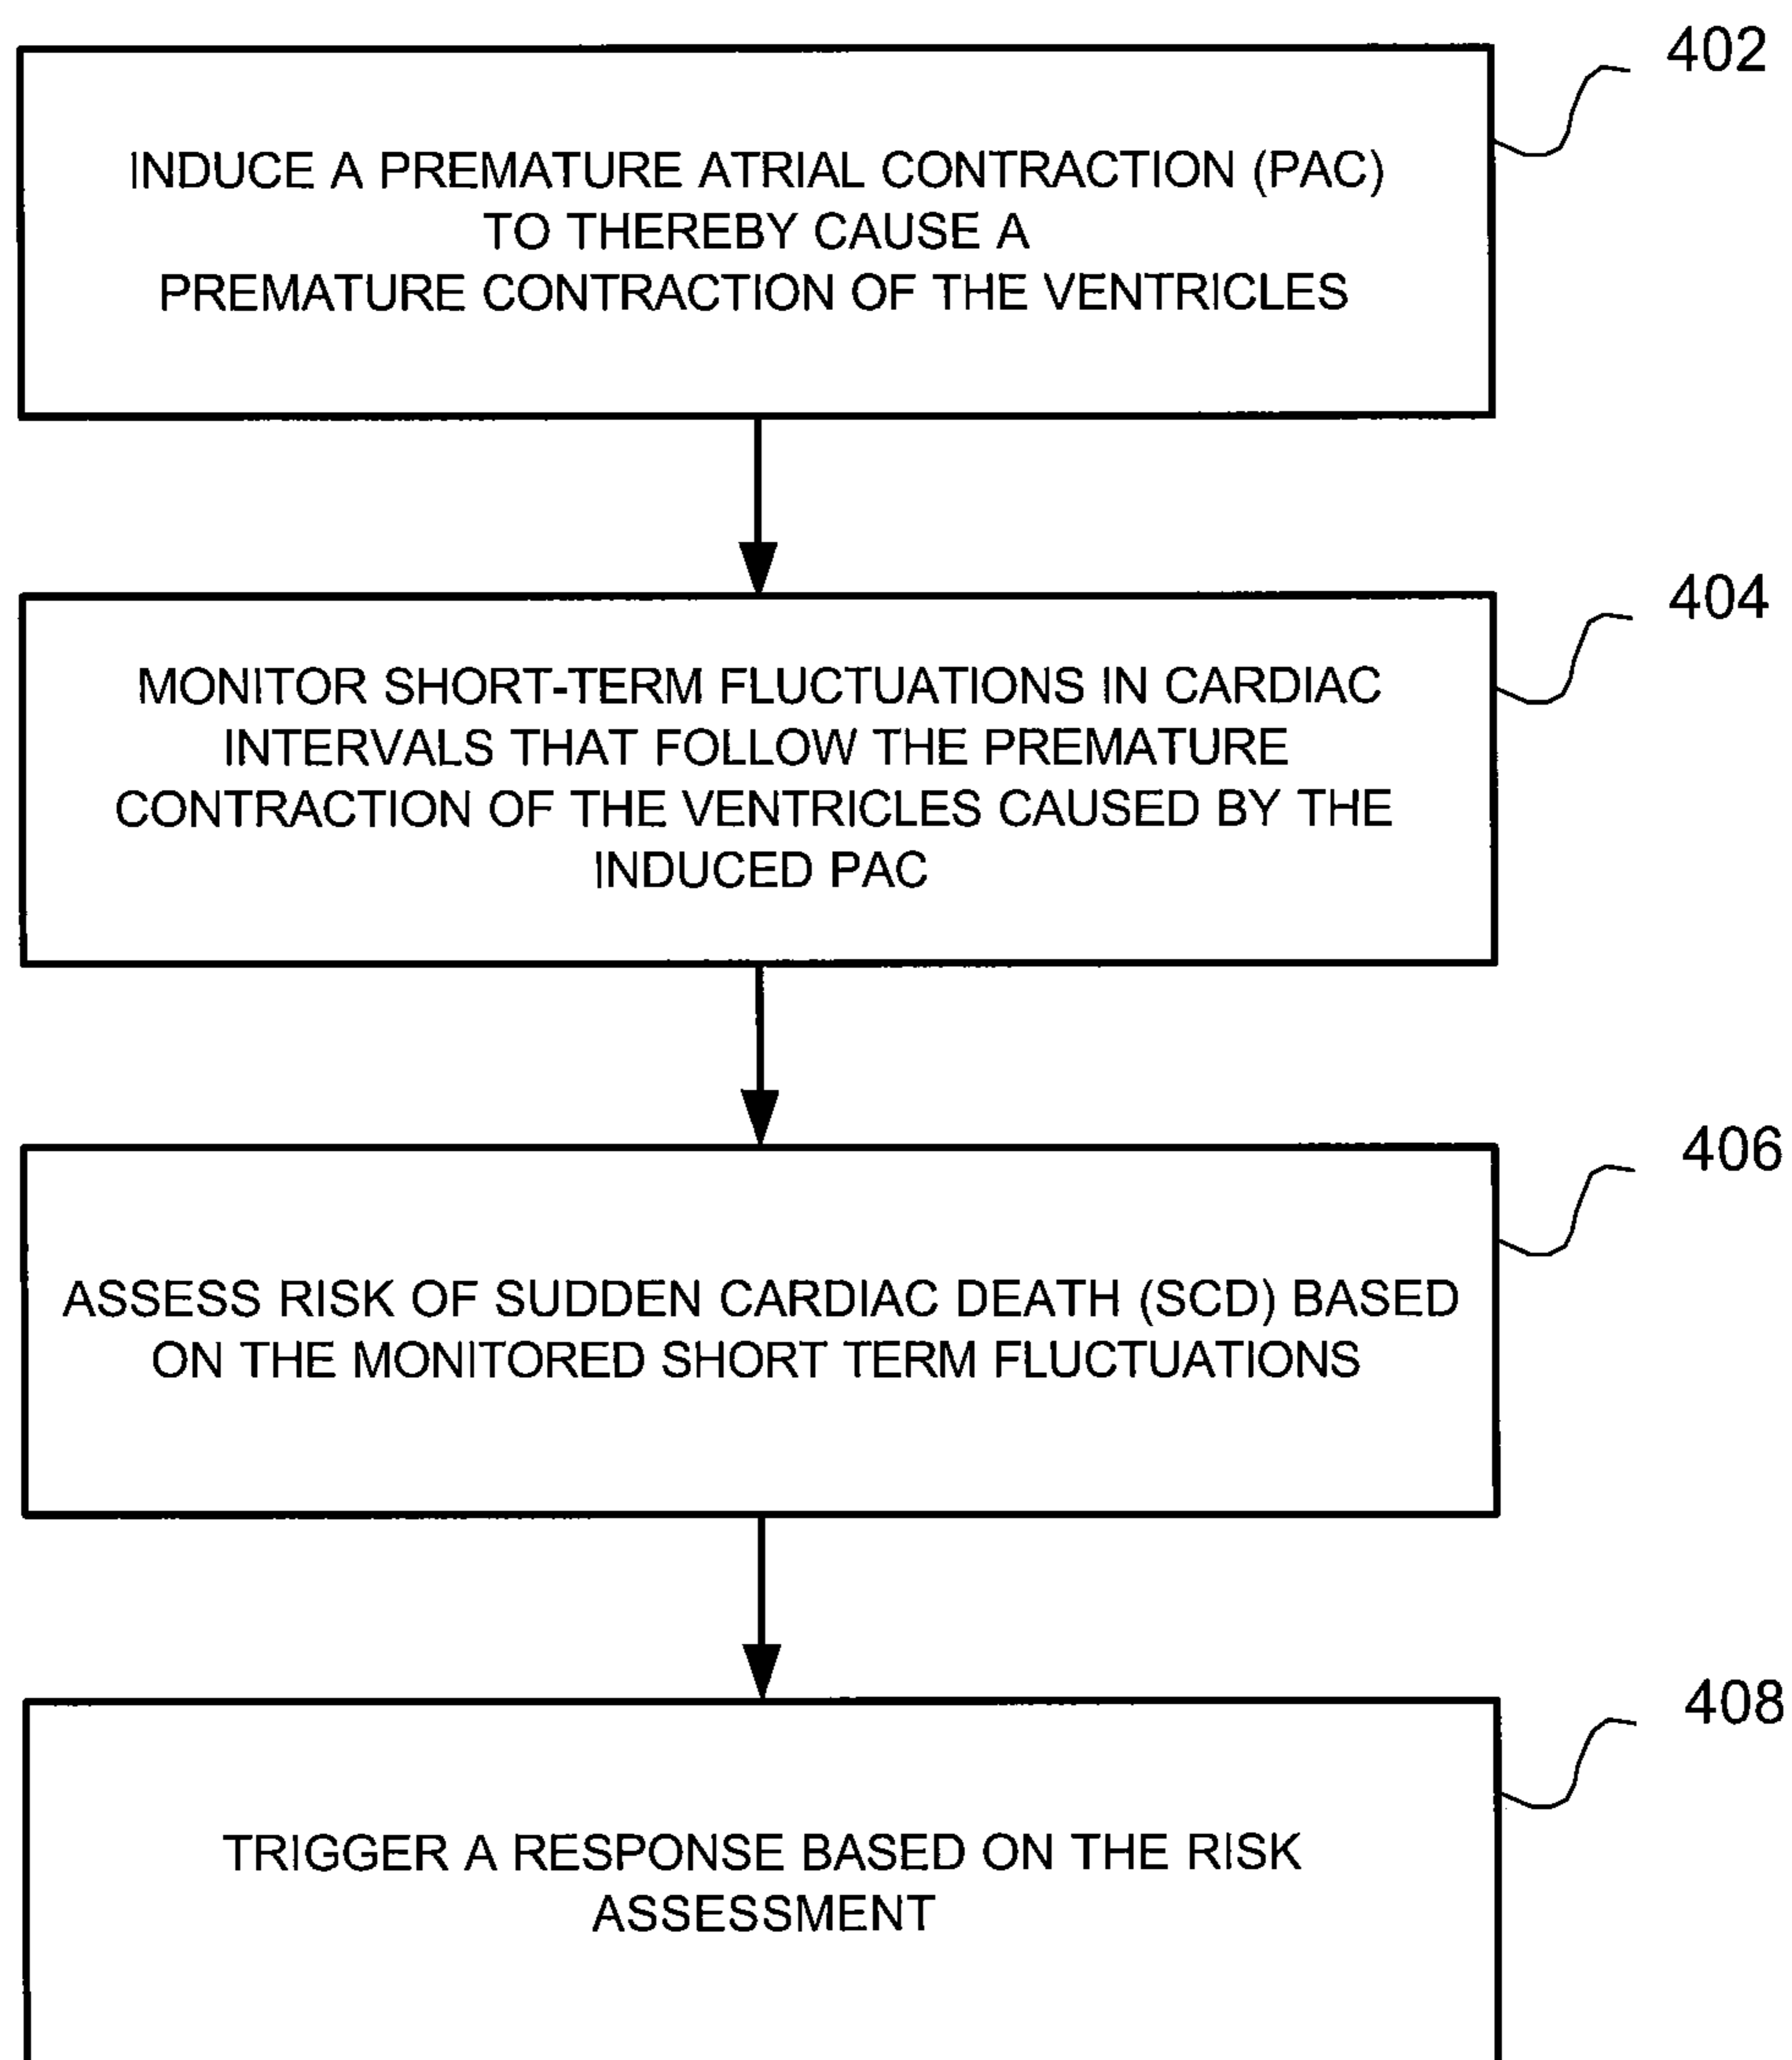 402
INDUCE A PREMATURE ATRIAL CONTRACTION (PAC)
TO THEREBY CAUSE A
PREMATURE CONTRACTION OF THE VENTRICLES
404
MONITOR SHORT-TERM FLUCTUATIONS IN CARDIAC
INTERVALS THAT FOLLOW THE PREMATURE
CONTRACTION OF THE VENTRICLES CAUSED BY THE
INDUCED PAC
406
ASSESS RISK OF SUDDEN CARDIAC DEATH (SCD) BASED
ON THE MONITORED SHORT TERM FLUCTUATIONS
408
TRIGGER A RESPONSE BASED ON THE RISK
ASSESSMENT